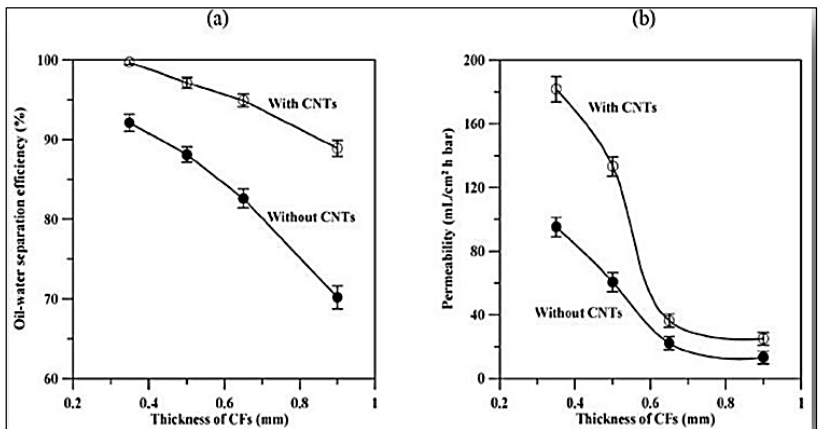 (a)
Oil-water separation efficiency (%)
100
90
80
70
60
With CNTs
Without CNTs
0.2 0.4 0.6 0.8 1
Thickness of CFs (mm)
(b)
Permeability (mL/cm² h bar)
200
160
120
80
40
0
With CNTs
Without CNTs
0.2 0.4 0.6 0.8 1
Thickness of CFs (mm)